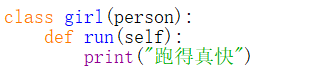 class girl(person):
    def run(self):
        print("跑得真快")